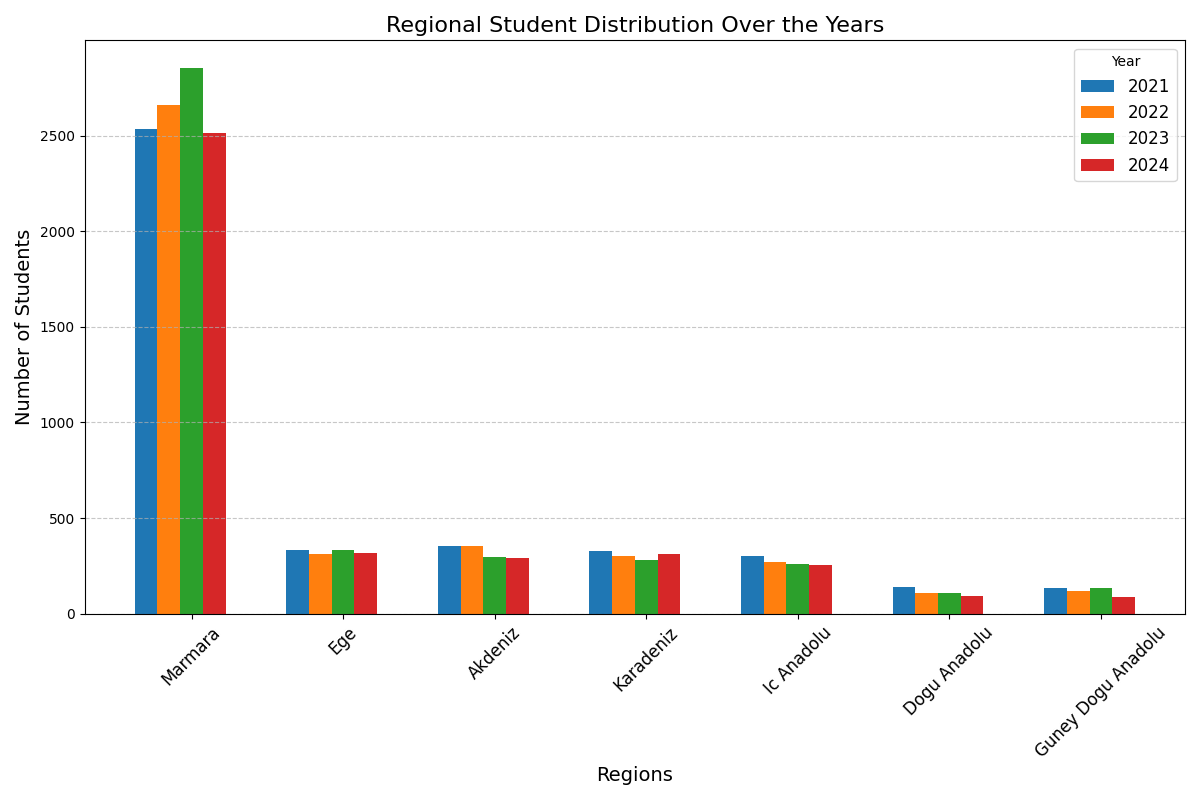 Regional Student Distribution Over the Years
Year
2021
2022
2023
2024
Number of Students
2500
2000
1500
1000
500
0
Marmara
Ege
Akdeniz
Karadeniz
Ic Anadolu
Dogu Anadolu
Guney Dogu Anadolu
Regions